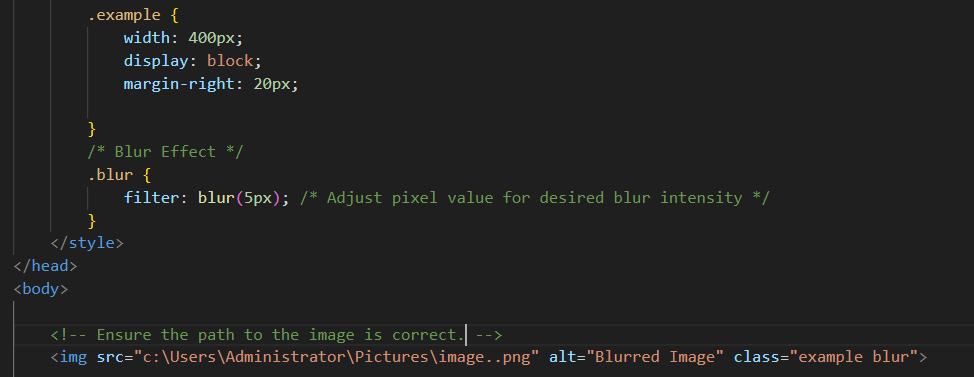 .example {
width: 400px;
display: block;
margin-right: 20px;
}
/* Blur Effect */
.blur {
filter: blur(5px); /* Adjust pixel value for desired blur intensity */
}
</style>
</head>
<body>
<!-- Ensure the path to the image is correct. -->
<img src="c:\Users\Administrator\Pictures\image..png" alt="Blurred Image" class="example blur">